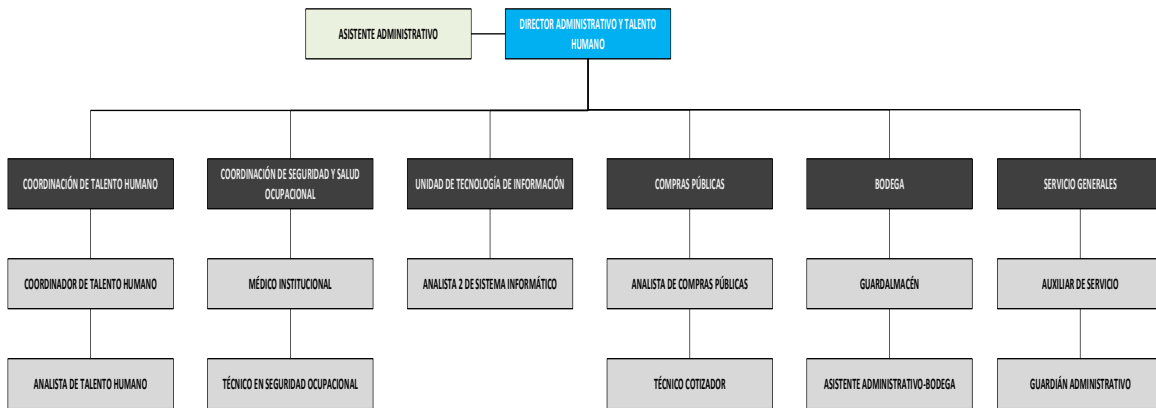 ASISTENTE ADMINISTRATIVO
DIRECTOR ADMINISTRATIVO Y TALENTO
HUMANO
COORDINACIÓN DE TALENTO HUMANO
COORDINACIÓN DE SEGURIDAD Y SALUD
OCUPACIONAL
UNIDAD DE TECNOLOGÍA DE INFORMACIÓN
COMPRAS PÚBLICAS
BODEGA
SERVICIO GENERALES
COORDINADOR DE TALENTO HUMANO
MÉDICO INSTITUCIONAL
ANALISTA 2 DE SISTEMA INFORMÁTICO
ANALISTA DE COMPRAS PÚBLICAS
GUARDALMACÉN
AUXILIAR DE SERVICIO
ANALISTA DE TALENTO HUMANO
TÉCNICO EN SEGURIDAD OCUPACIONAL
TÉCNICO COTIZADOR
ASISTENTE ADMINISTRATIVO-BODEGA
GUARDIÁN ADMINISTRATIVO